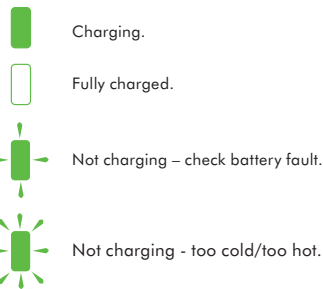 Charging.
Fully charged.
Not charging – check battery fault.
Not charging - too cold/too hot.